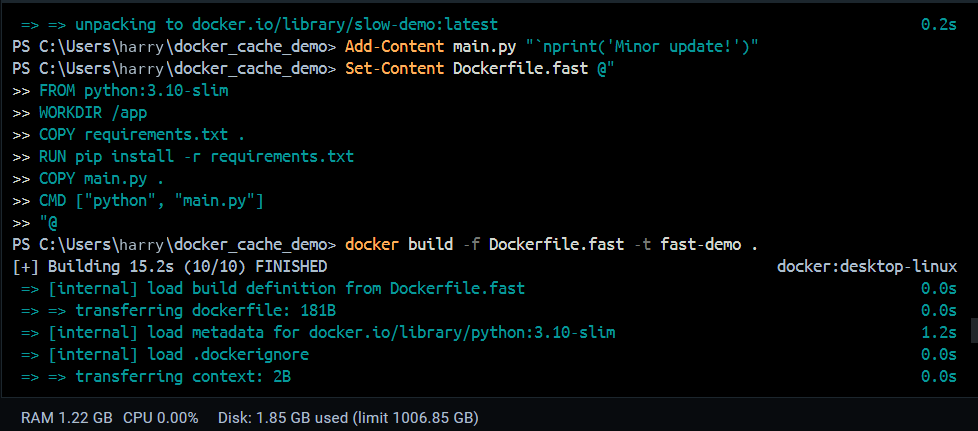 => => unpacking to docker.io/library/slow-demo:latest 0.2s
PS C:\Users\harry\docker_cache_demo> Add-Content main.py "`nprint('Minor update!')"
PS C:\Users\harry\docker_cache_demo> Set-Content Dockerfile.fast @"
>> FROM python:3.10-slim
>> WORKDIR /app
>> COPY requirements.txt .
>> RUN pip install -r requirements.txt
>> COPY main.py .
>> CMD ["python", "main.py"]
>> "@
PS C:\Users\harry\docker_cache_demo> docker build -f Dockerfile.fast -t fast-demo .
[+] Building 15.2s (10/10) FINISHED docker:desktop-linux
=> [internal] load build definition from Dockerfile.fast 0.0s
=> => transferring dockerfile: 181B 0.0s
=> [internal] load metadata for docker.io/library/python:3.10-slim 1.2s
=> [internal] load .dockerignore 0.0s
=> => transferring context: 2B 0.0s
RAM 1.22 GB CPU 0.00% Disk: 1.85 GB used (limit 1006.85 GB)